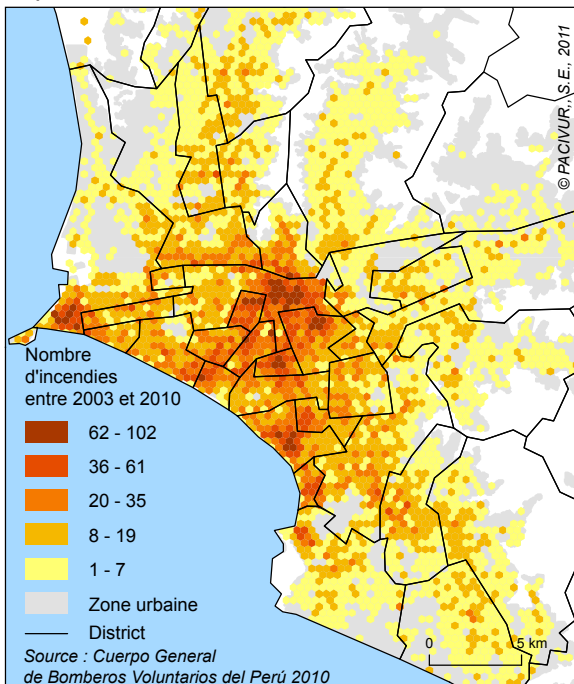 © PACIVUR, S.E., 2011
Nombre
d'incendies
entre 2003 et 2010
62 - 102
36 - 61
20 - 35
8 - 19
1 - 7
Zone urbaine
District
0 5 km
Source : Cuerpo General
de Bomberos Voluntarios del Perú 2010